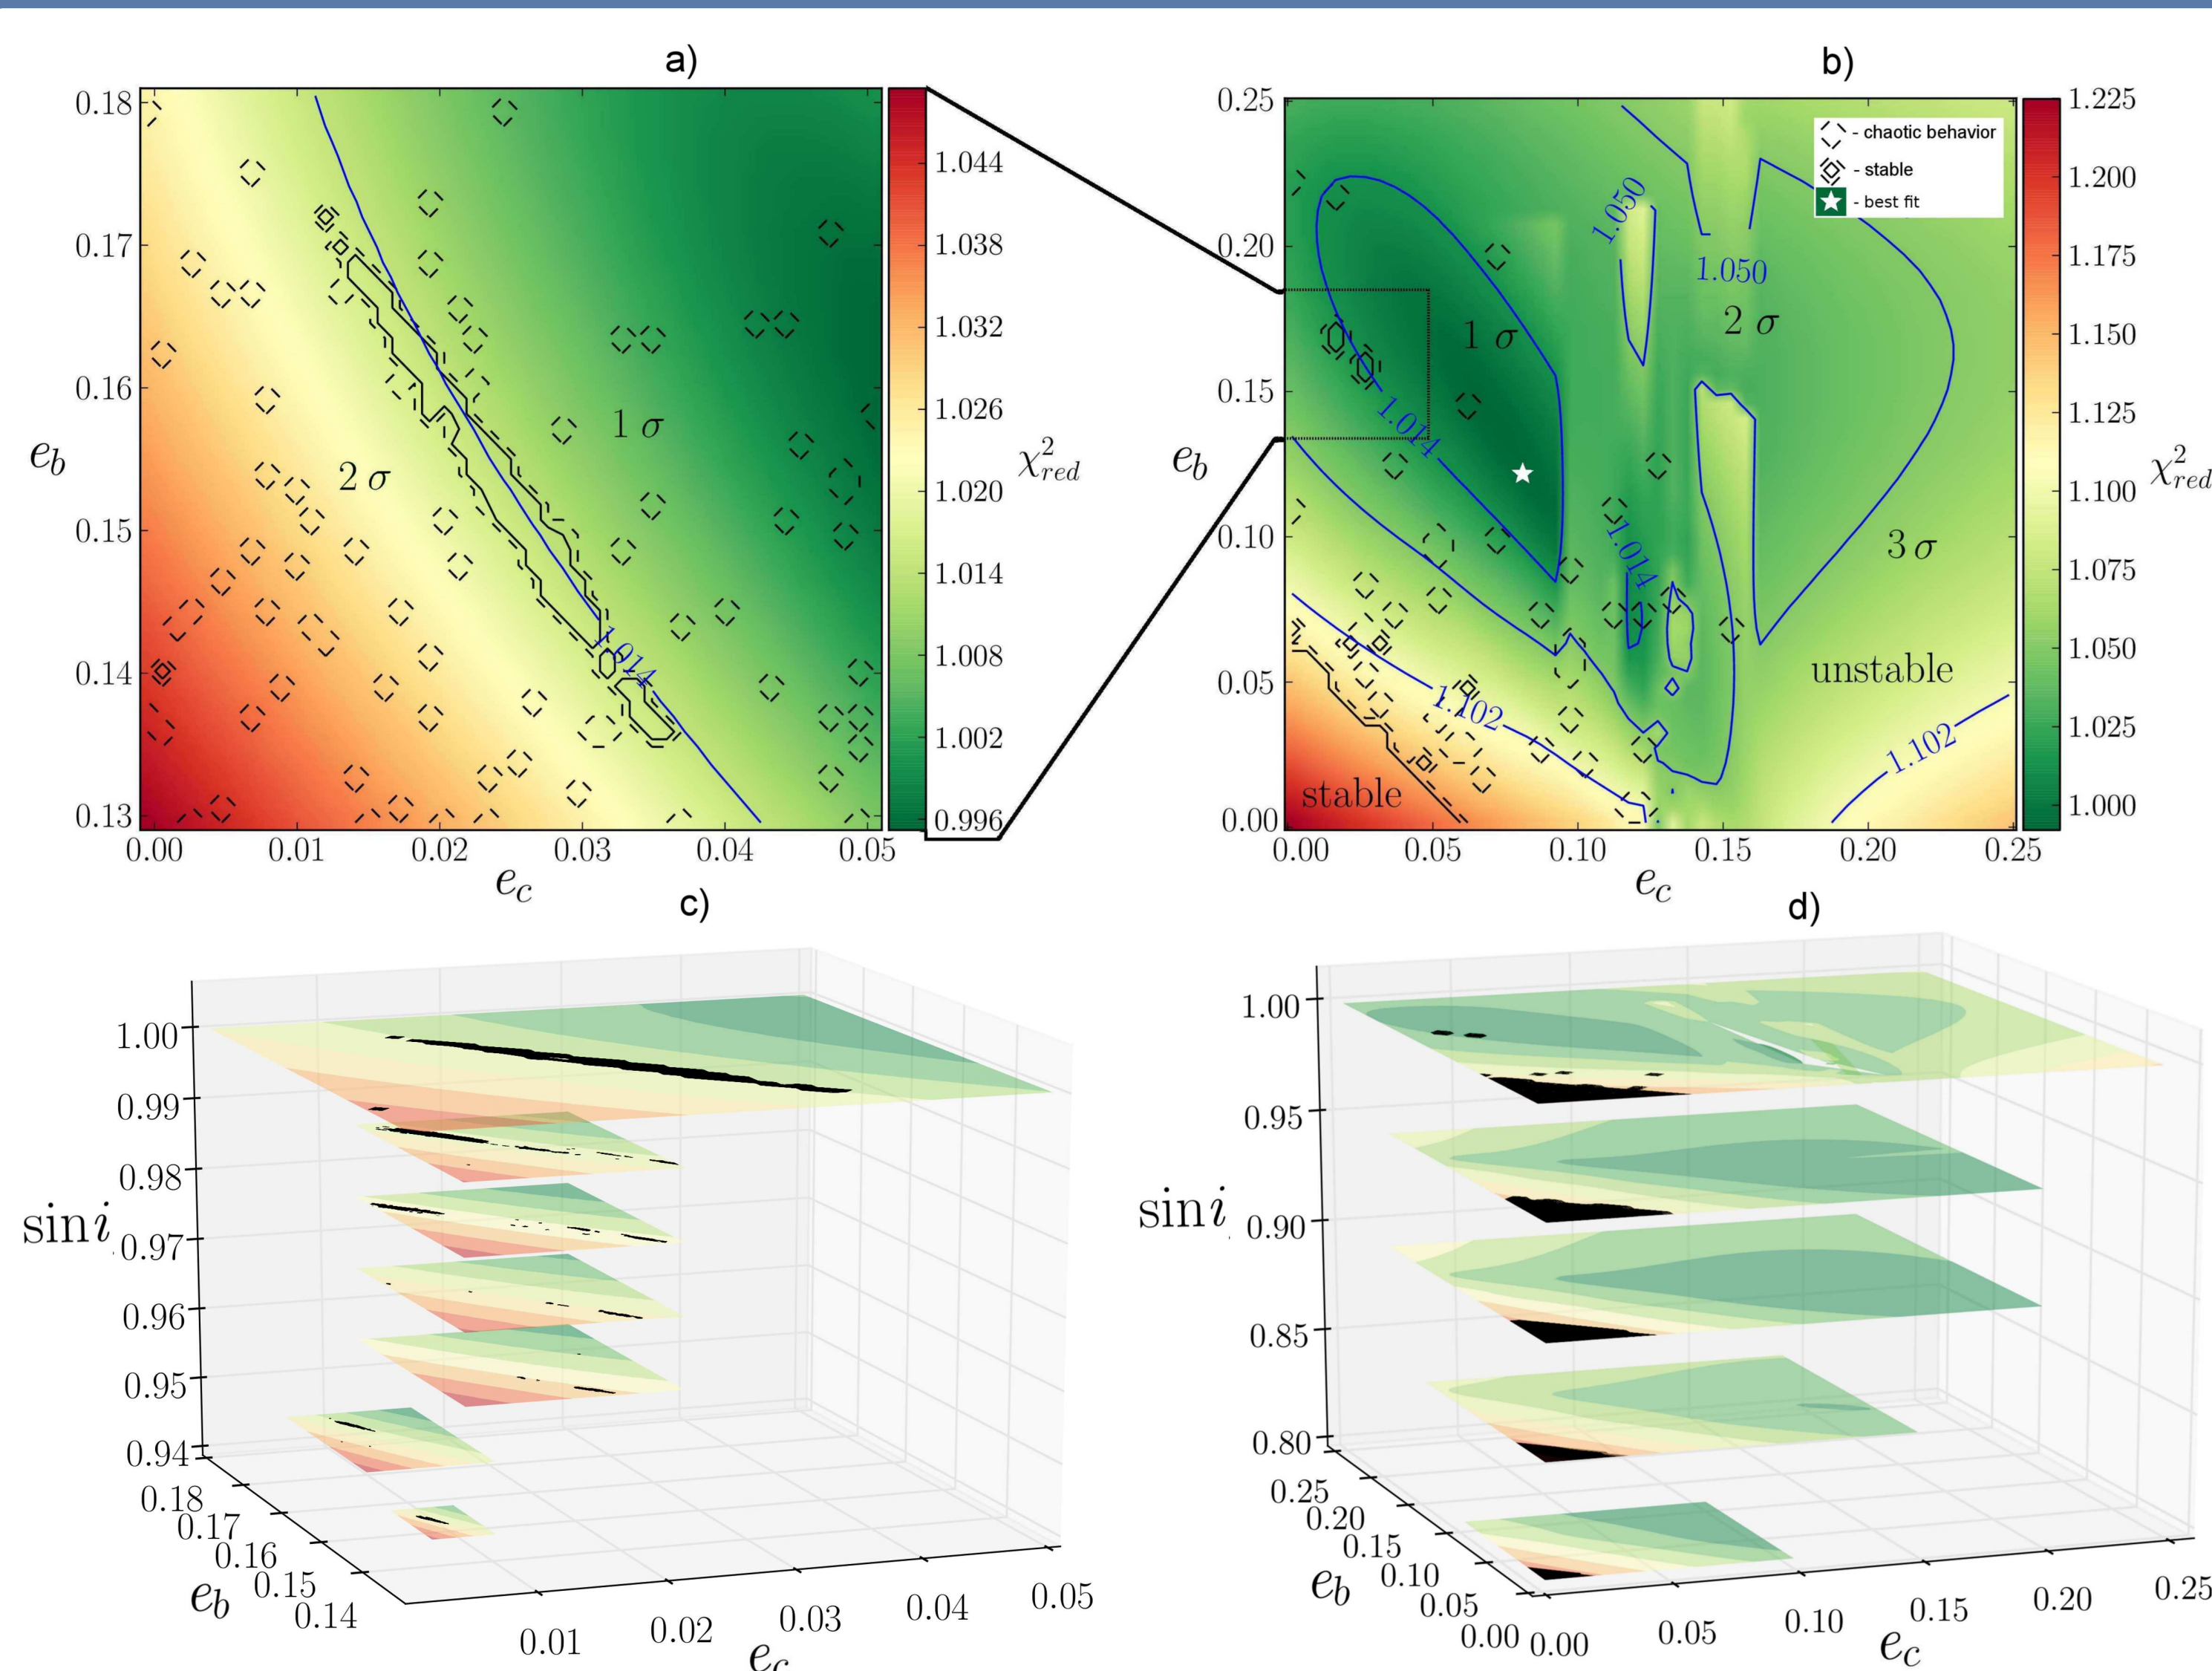 a)
0.18
0.17
0.16
0.15
0.14
0.13
e_b
0.00 0.01 0.02 0.03 0.04 0.05
e_c
1 σ
2 σ
1.014
1.044
1.038
1.032
1.026
1.020
1.014
1.008
1.002
0.996
χ²_red
b)
0.25
0.20
0.15
0.10
0.05
0.00
e_b
0.00 0.05 0.10 0.15 0.20 0.25
e_c
- chaotic behavior
- stable
- best fit
1.050
1.050
1 σ
2 σ
3 σ
1.014
1.014
unstable
1.102
1.102
stable
1.225
1.200
1.175
1.150
1.125
1.100
1.075
1.050
1.025
1.000
χ²_red
c)
1.00
0.99
0.98
0.97
0.96
0.95
0.94
sin i
0.18
0.17
0.16
0.15
0.14
e_b
0.01 0.02 0.03 0.04 0.05
e_c
d)
1.00
0.95
0.90
0.85
0.80
sin i
0.25
0.20
0.15
0.10
0.05
0.00
e_b
0.00 0.05 0.10 0.15 0.20 0.25
e_c